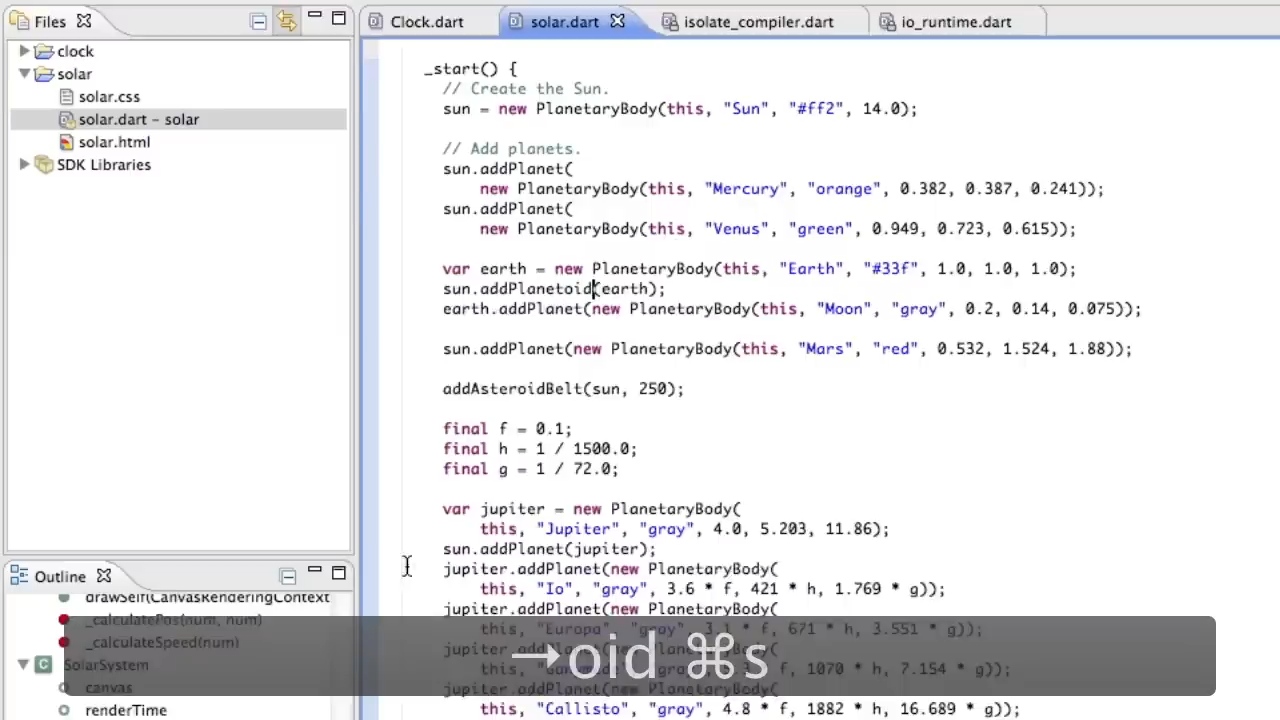 Files
clock
solar
solar.css
solar.dart - solar
solar.html
SDK Libraries
Outline
drawSelf(CanvasRenderingContext
_calculatePos(num, num)
_calculateSpeed(num)
SolarSystem
canvas
renderTime
Clock.dart
solar.dart
isolate_compiler.dart
io_runtime.dart
_start() {
// Create the Sun.
sun = new PlanetaryBody(this, "Sun", "#ff2", 14.0);
// Add planets.
sun.addPlanet(
new PlanetaryBody(this, "Mercury", "orange", 0.382, 0.387, 0.241));
sun.addPlanet(
new PlanetaryBody(this, "Venus", "green", 0.949, 0.723, 0.615));
var earth = new PlanetaryBody(this, "Earth", "#33f", 1.0, 1.0, 1.0);
sun.addPlanetoid(earth);
earth.addPlanet(new PlanetaryBody(this, "Moon", "gray", 0.2, 0.14, 0.075));
sun.addPlanet(new PlanetaryBody(this, "Mars", "red", 0.532, 1.524, 1.88));
addAsteroidBelt(sun, 250);
final f = 0.1;
final h = 1 / 1500.0;
final g = 1 / 72.0;
var jupiter = new PlanetaryBody(
this, "Jupiter", "gray", 4.0, 5.203, 11.86);
sun.addPlanet(jupiter);
jupiter.addPlanet(new PlanetaryBody(
this, "Io", "gray", 3.6 * f, 421 * h, 1.769 * g));
jupiter.addPlanet(new PlanetaryBody(
this, "Europa", "gray", 3.1 * f, 671 * h, 3.551 * g));
jupiter.addPlanet(new PlanetaryBody(
this, "gray", f, 1070 * h, 7.154 * g));
jupiter.addPlanet(new PlanetaryBody(
this, "Callisto", "gray", 4.8 * f, 1882 * h, 16.689 * g));
→oid ⌘s